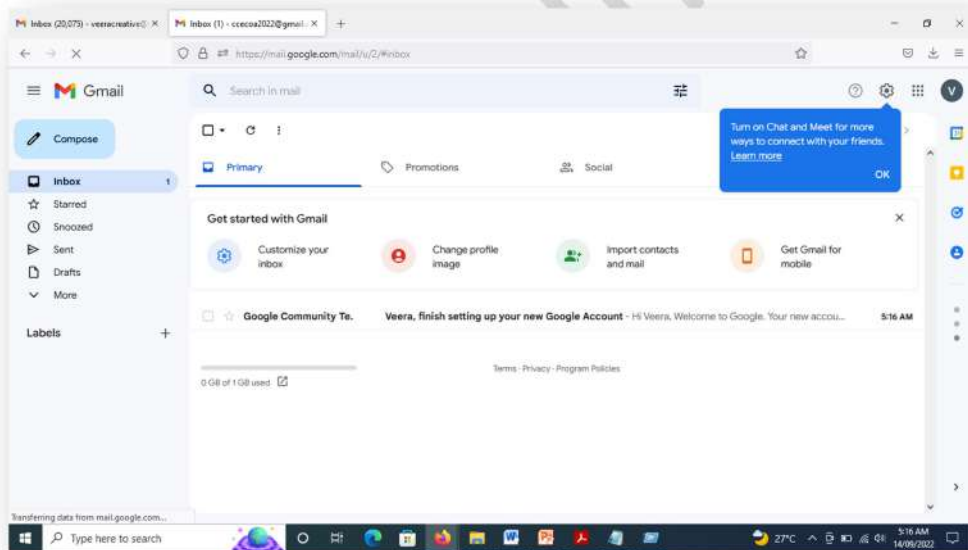 Inbox (20,075) - veeracreative@
Inbox (1) - ccecoa2022@gmail.
https://mail.google.com/mail/u/2/#inbox
Gmail
Search in mail
V
Compose
Turn on Chat and Meet for more
ways to connect with your friends.
Learn more
OK
Primary
Promotions
Social
Inbox 1
Starred
Snoozed
Sent
Drafts
More
Labels
Get started with Gmail
Customize your
inbox
Change profile
image
Import contacts
and mail
Get Gmail for
mobile
Google Community Te. Veera, finish setting up your new Google Account - Hi Veera, Welcome to Google. Your new accou... 5:16 AM
0 GB of 1 GB used
Terms · Privacy · Program Policies
Transferring data from mail.google.com...
Type here to search
27°C
5:16 AM
14/09/2022